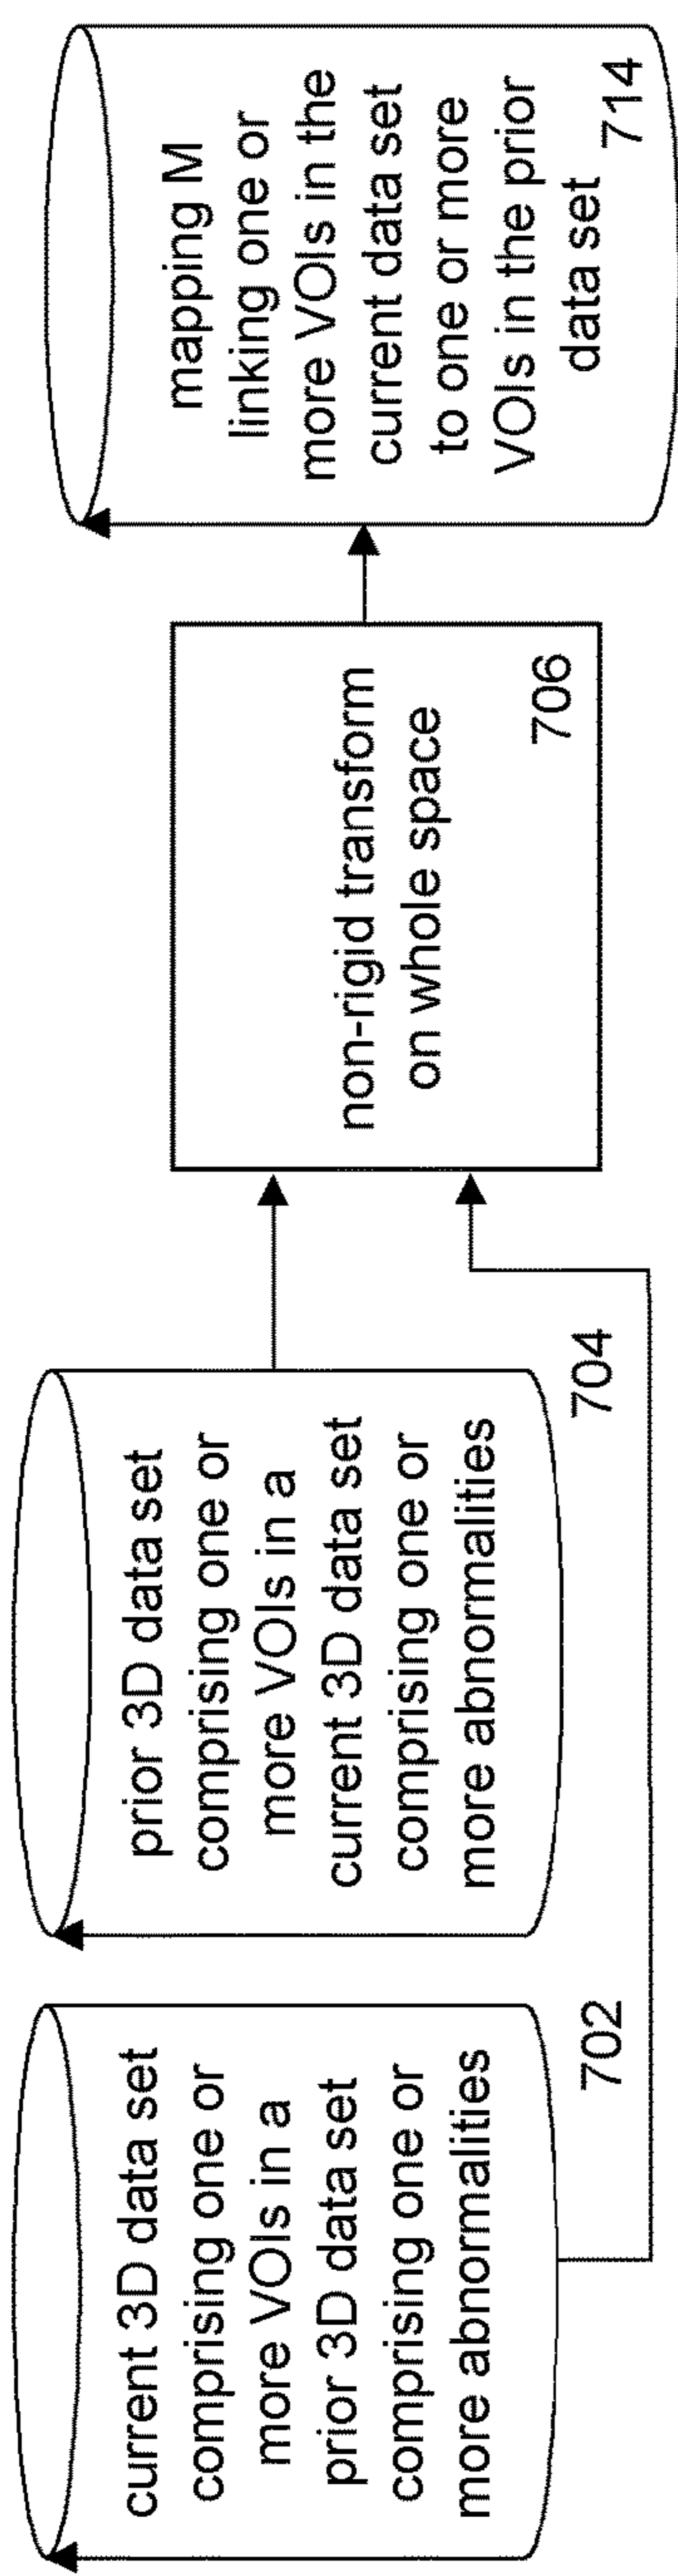 current 3D data set
comprising one or
more VOIs in a
prior 3D data set
comprising one or
more abnormalities
702
prior 3D data set
comprising one or
more VOIs in a
current 3D data set
comprising one or
more abnormalities
704
non-rigid transform
on whole space
706
mapping M
linking one or
more VOIs in the
current data set
to one or more
VOIs in the prior
data set
714